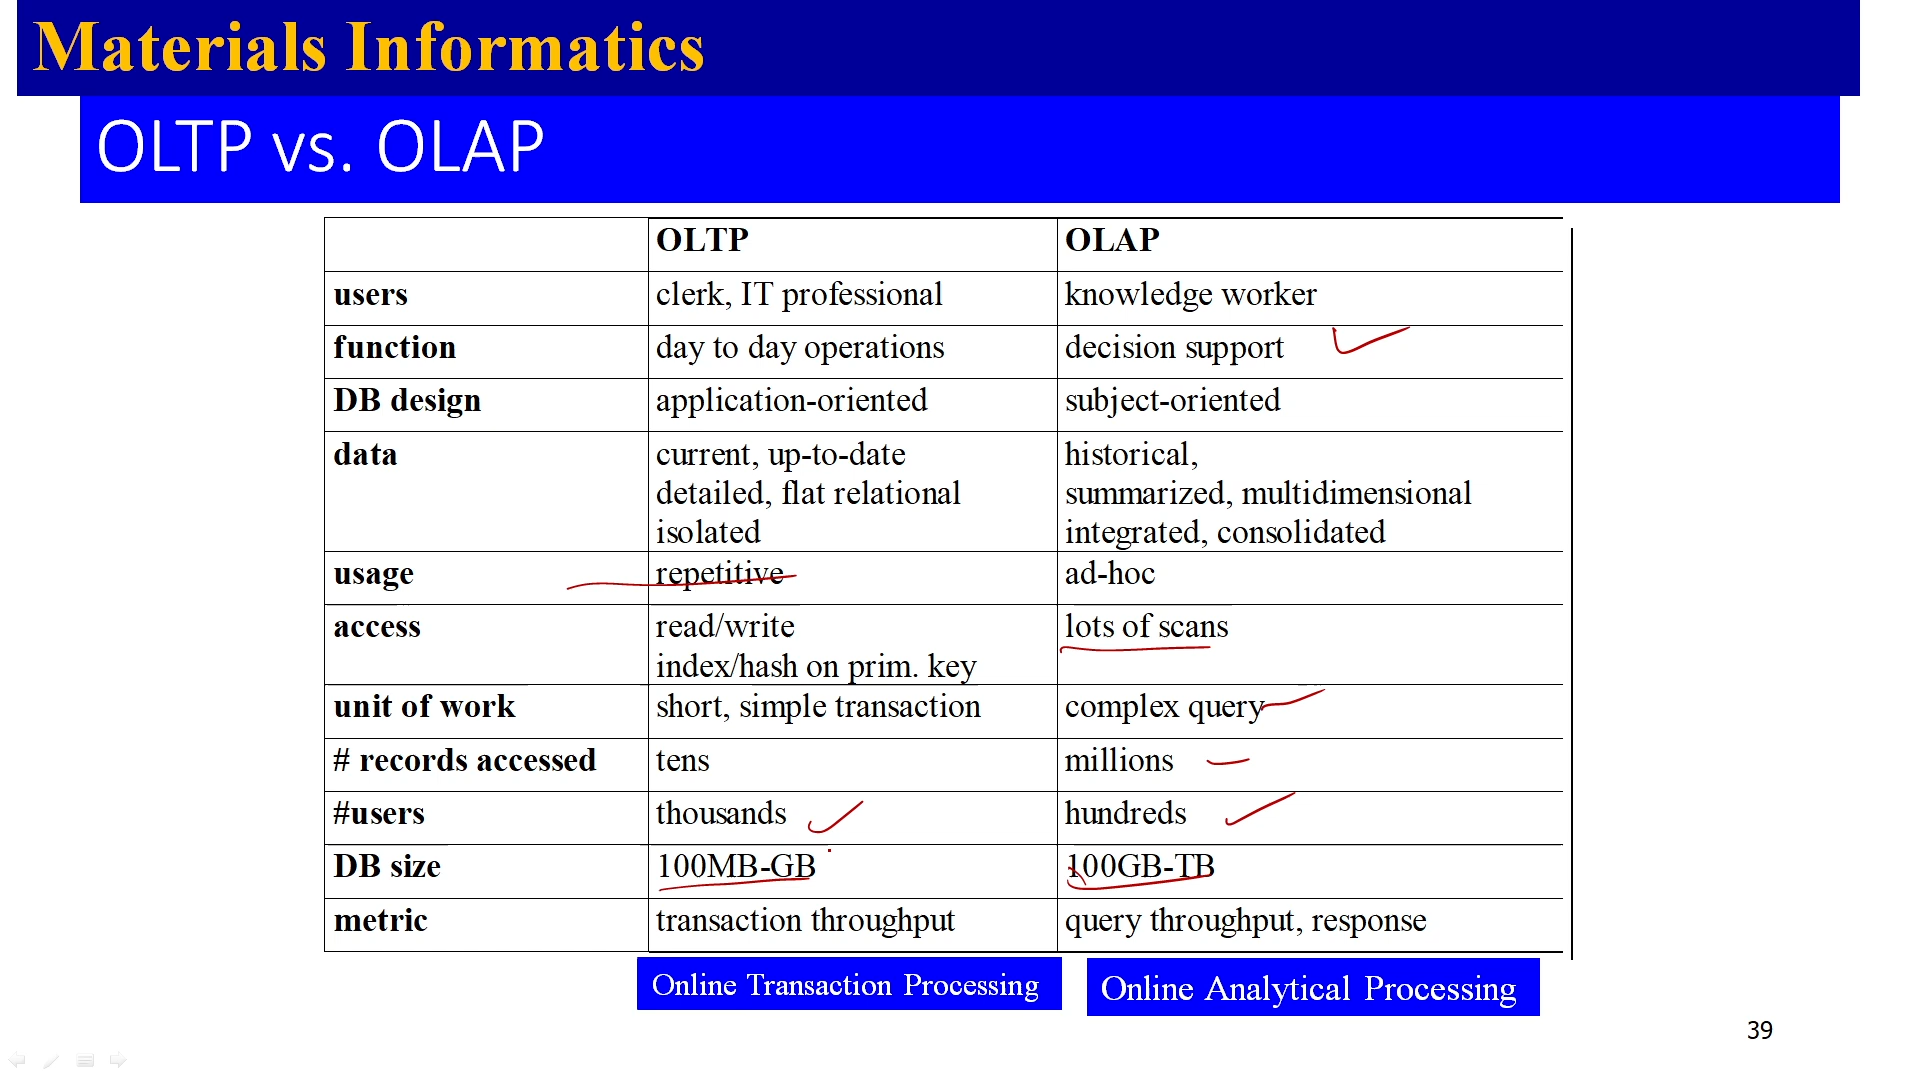 Materials Informatics
OLTP vs. OLAP
OLTP OLAP
users clerk, IT professional knowledge worker
function day to day operations decision support
DB design application-oriented subject-oriented
data current, up-to-date historical,
detailed, flat relational summarized, multidimensional
isolated integrated, consolidated
usage repetitive ad-hoc
access read/write lots of scans
index/hash on prim. key
unit of work short, simple transaction complex query
# records accessed tens millions
#users thousands hundreds
DB size 100MB-GB 100GB-TB
metric transaction throughput query throughput, response
Online Transaction Processing Online Analytical Processing
39